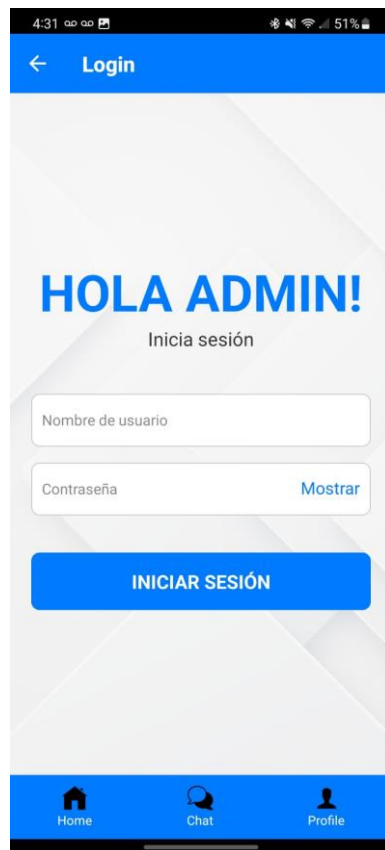 4:31
51%
Login
HOLA ADMIN!
Inicia sesión
Nombre de usuario
Contraseña
Mostrar
INICIAR SESIÓN
Home
Chat
Profile